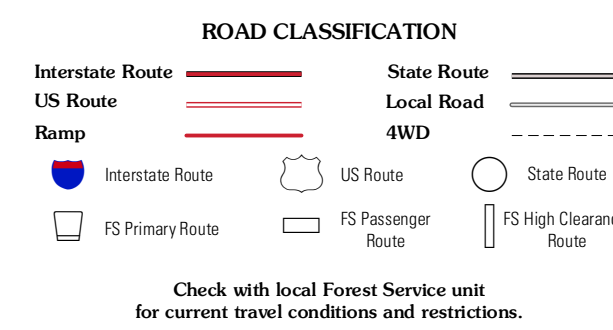 ROAD CLASSIFICATION
Interstate Route
State Route
US Route
Local Road
Ramp
4WD
Interstate Route
US Route
State Route
FS Primary Route
FS Passenger
Route
FS High Clearanc
Route
Check with local Forest Service unit
for current travel conditions and restrictions.